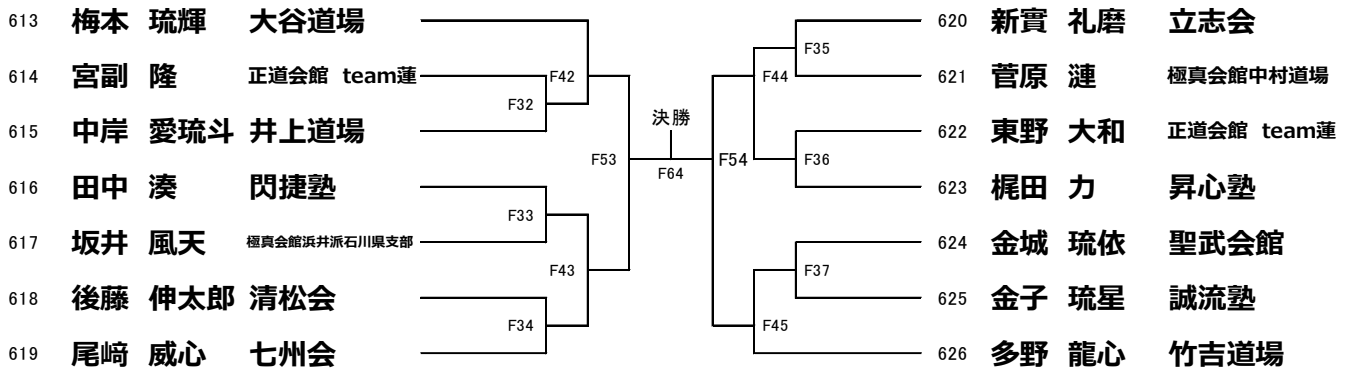 613 梅本 琉輝 大谷道場
614 宮副 隆 正道会館 team蓮
615 中岸 愛琉斗 井上道場
616 田中 湊 閃捷塾
617 坂井 風天 極真会館浜井派石川県支部
618 後藤 伸太郎 清松会
619 尾﨑 威心 七州会
F32
F33
F34
F42
F43
F53
決勝
F64
F54
F44
F45
F35
F36
F37
620 新實 礼磨 立志会
621 菅原 漣 極真会館中村道場
622 東野 大和 正道会館 team蓮
623 梶田 力 昇心塾
624 金城 琉依 聖武会館
625 金子 琉星 誠流塾
626 多野 龍心 竹吉道場